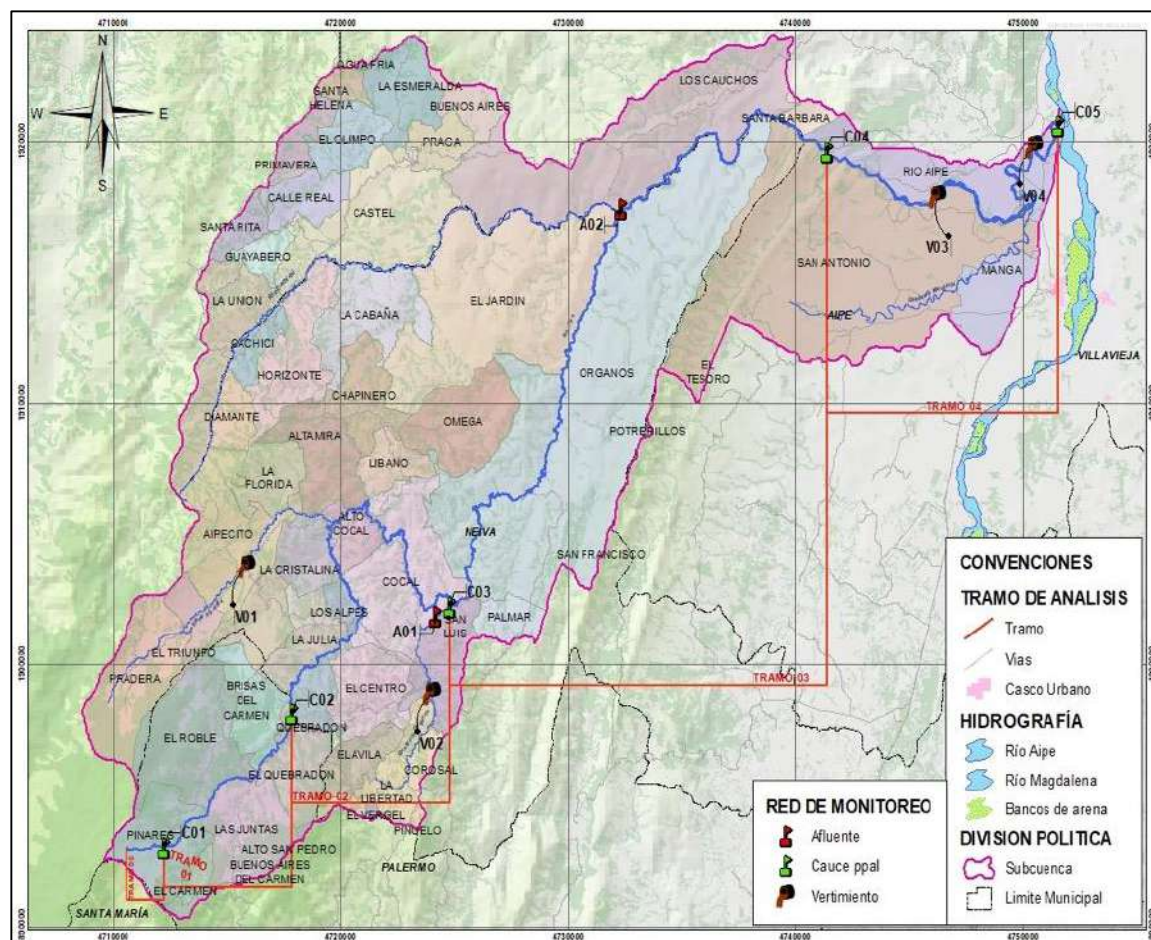 4710000 4720000 4730000 4740000 4750000
N
W E
S
AGUA FRIA
LA ESMERALDA
SANTA HELENA
BUENOS AIRES
LOS CAUCHOS
EL OLIMPO
PRAGA
SANTA BARBARA
PRIMAVERA
CALLE REAL
CASTEL
SANTA RITA
GUAYABERO
LA UNION
LA CABAÑA
EL JARDIN
CACHICI
HORIZONTE
CHAPINERO
DIAMANTE
ALTAMIRA
OMEGA
LIBANO
LA FLORIDA
ORGANOS
EL TESORO
POTRERILLOS
RIO AIPE
SAN ANTONIO
MANGA
AIPE
VILLAVIEJA
C05
C04
A02
V04
V03
TRAMO 04
AIPECITO
ALTO COCAL
NEIVA
SAN FRANCISCO
LA CRISTALINA
COCAL
C03
LOS ALPES
A01
SAN LUIS
PALMAR
V01
LA JULIA
EL TRIUNFO
PRADERA
BRISAS DEL CARMEN
EL CENTRO
TRAMO 03
C02
EL ROBLE
QUEBRADON
V02
ELAVILA
COROSAL
EL QUEBRADON
LA LIBERTAD
TRAMO 02
EL VERGEL
PIÑUELO
LAS JUNTAS
PINARES
C01
TRAMO 01
ALTO SAN PEDRO
BUENOS AIRES DEL CARMEN
EL CARMEN
PALERMO
SANTA MARÍA
RED DE MONITOREO
Afluente
Cauce ppal
Vertimiento
CONVENCIONES
TRAMO DE ANALISIS
Tramo
Vias
Casco Urbano
HIDROGRAFÍA
Río Aipe
Río Magdalena
Bancos de arena
DIVISION POLITICA
Subcuenca
Limite Municipal
4710000 4720000 4730000 4740000 4750000